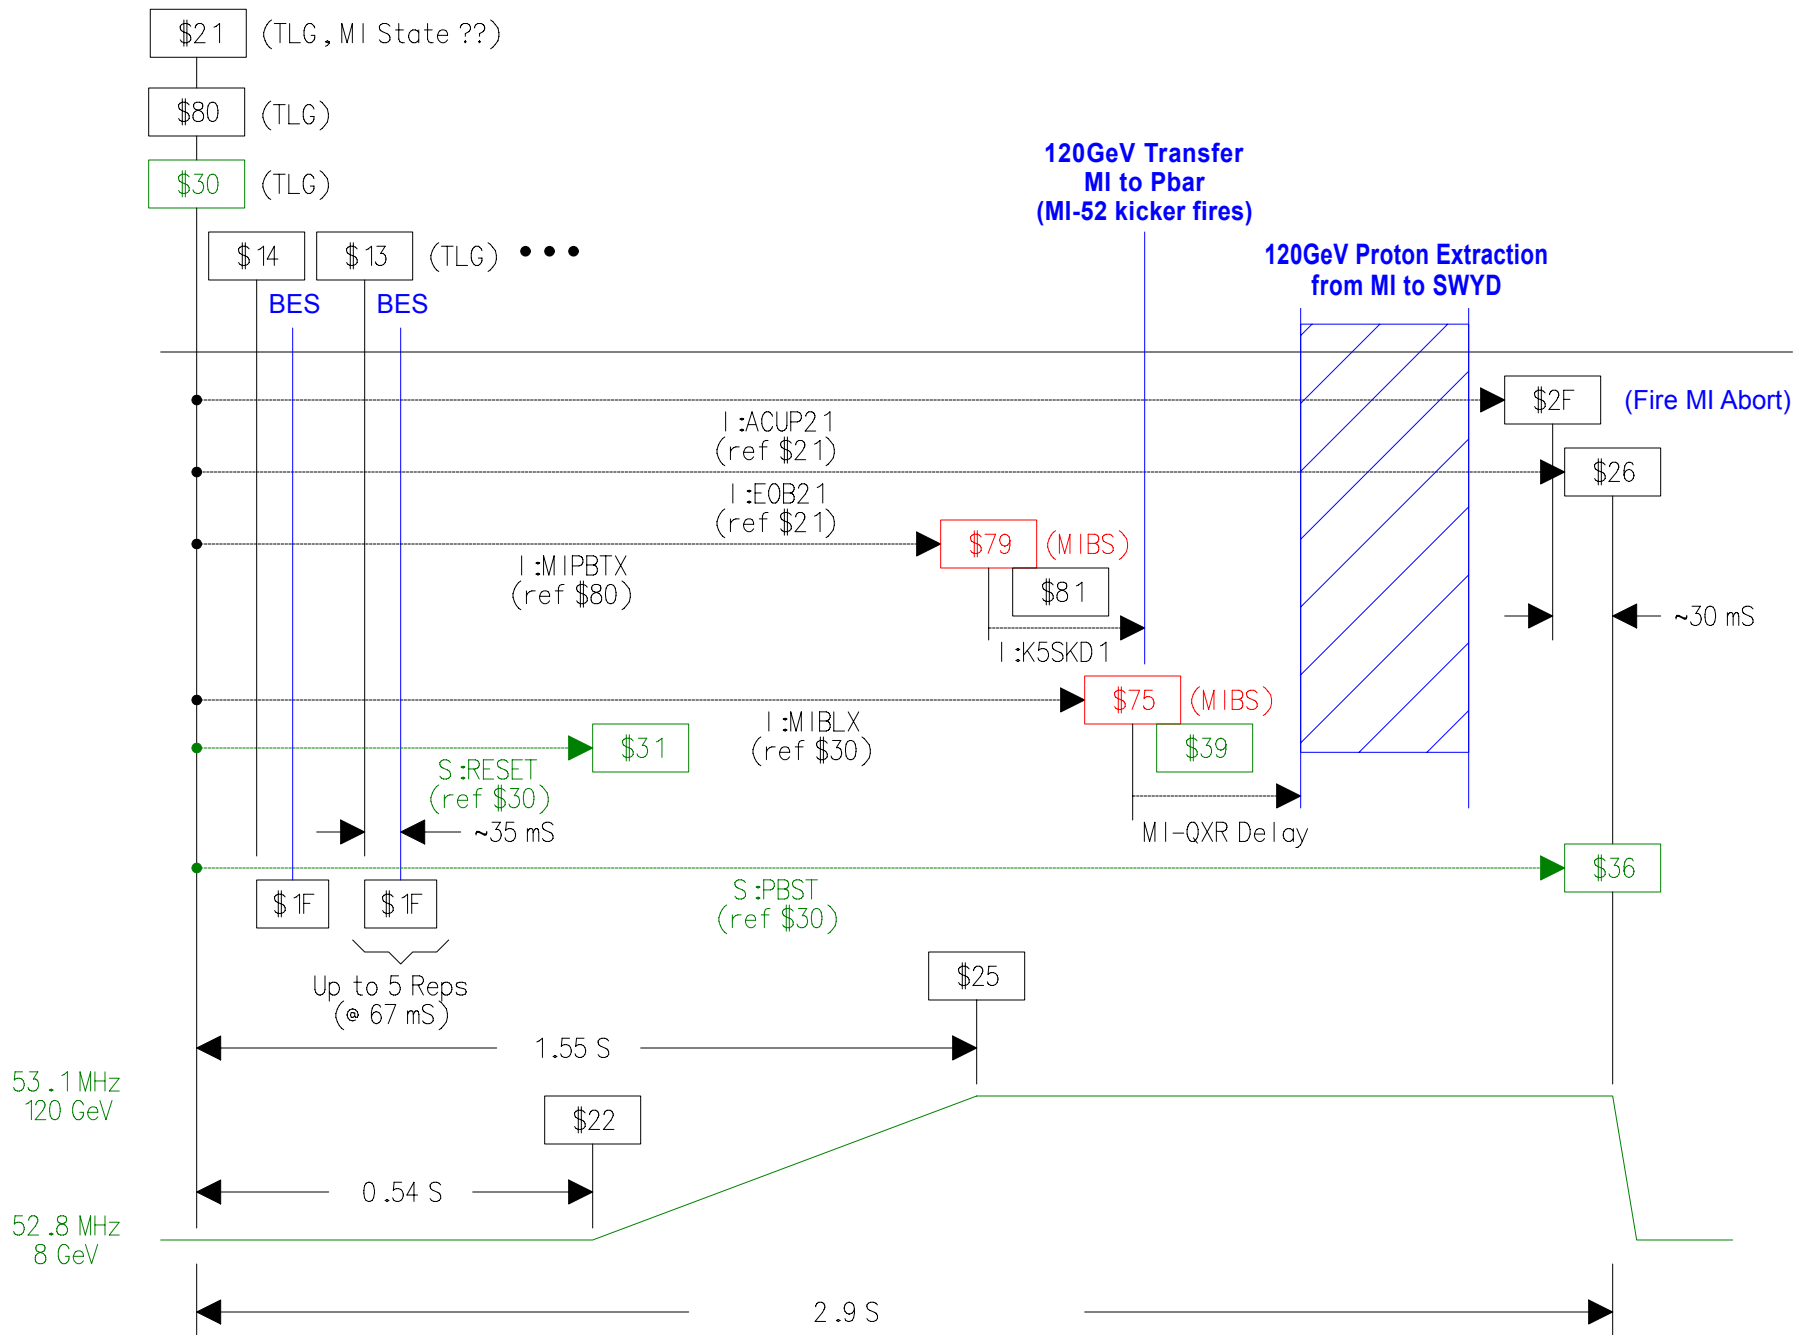 $21 (TLG, MI State ??)
$80 (TLG)
$30 (TLG)
120GeV Transfer
MI to Pbar
(MI-52 kicker fires)
$14 $13 (TLG) •••
120GeV Proton Extraction
from MI to SWYD
BES BES
$2F (Fire MI Abort)
I:ACUP21
(ref $21)
$26
I:EOB21
(ref $21)
$79 (MIBS)
I:MIPBTX
(ref $80)
$81
~30 mS
I:K5SKD1
$75 (MIBS)
I:MIBLX
(ref $30)
$31
$39
S:RESET
(ref $30)
~35 mS
MI-QXR Delay
$36
S:PBST
(ref $30)
$1F $1F
$25
Up to 5 Reps
(@ 67 mS)
1.55 S
53.1 MHz
120 GeV
$22
0.54 S
52.8 MHz
8 GeV
2.9 S